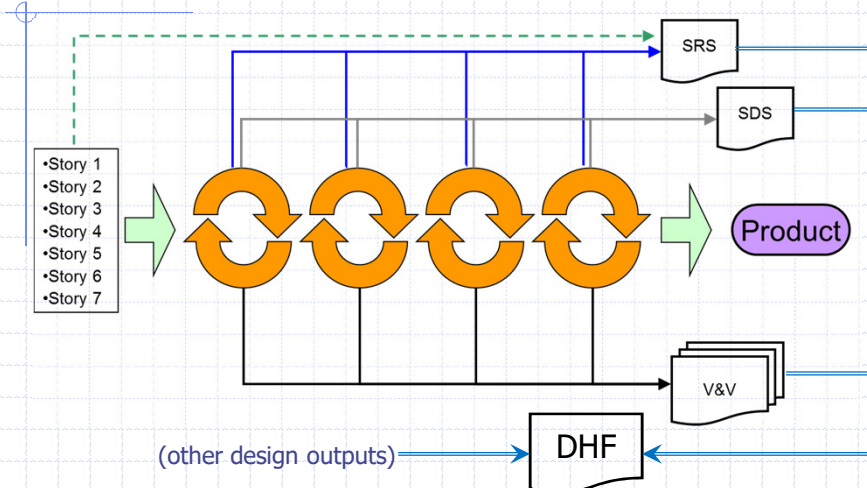 SRS
SDS
•Story 1
•Story 2
•Story 3
•Story 4
•Story 5
•Story 6
•Story 7
Product
V&V
(other design outputs)
DHF